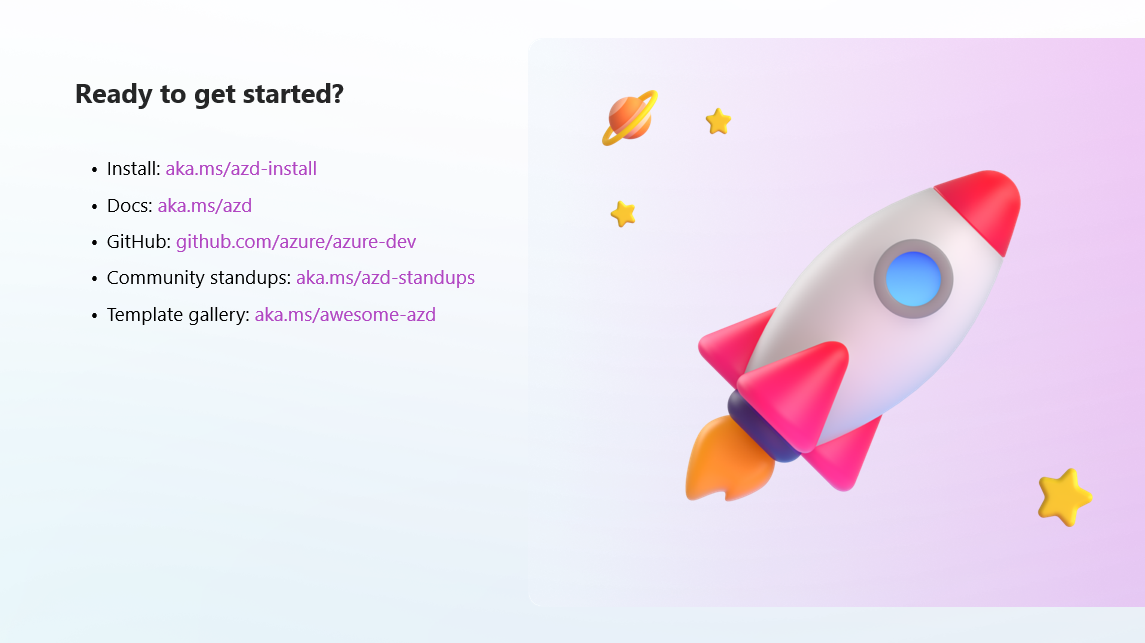 Ready to get started?
• Install: aka.ms/azd-install
• Docs: aka.ms/azd
• GitHub: github.com/azure/azure-dev
• Community standups: aka.ms/azd-standups
• Template gallery: aka.ms/awesome-azd